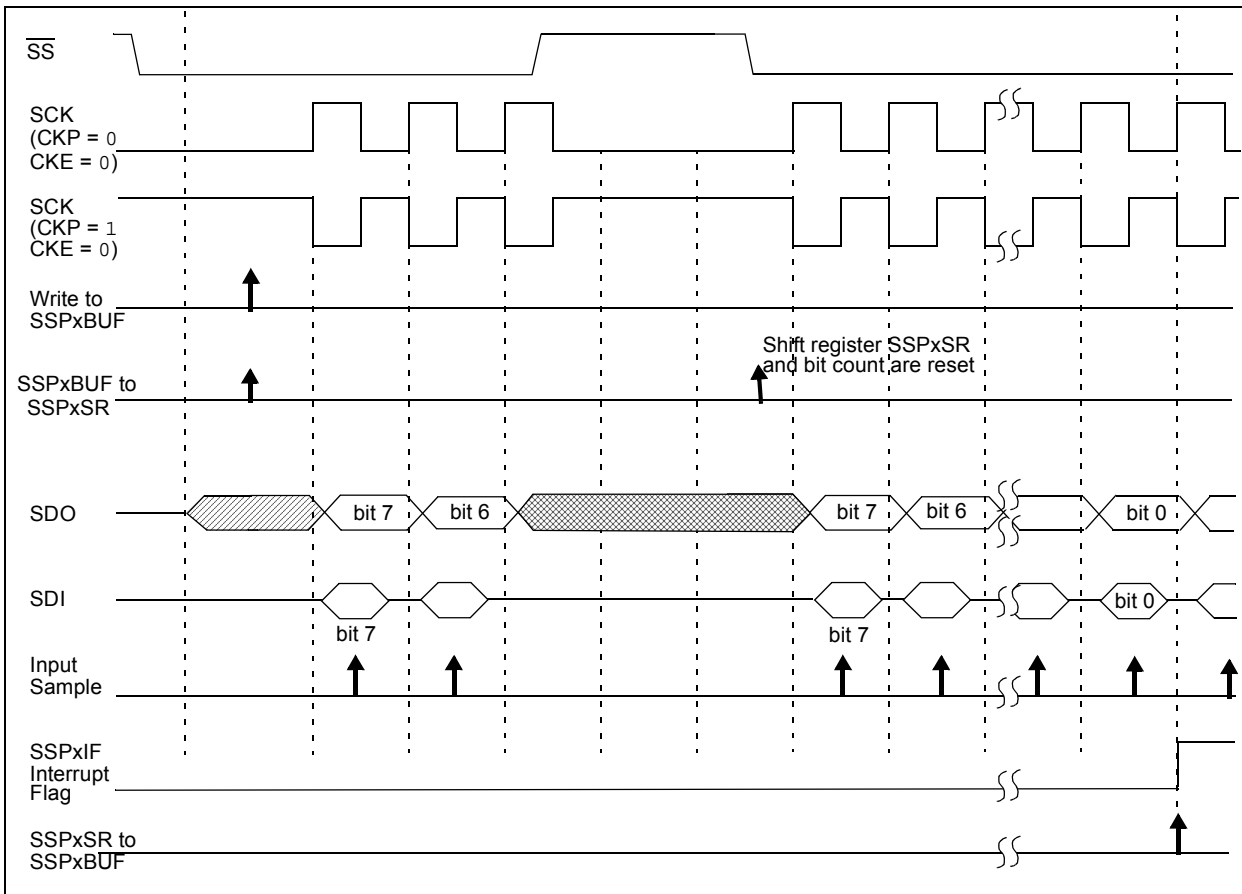 SS
SCK
(CKP = 0
CKE = 0)
SCK
(CKP = 1
CKE = 0)
Write to
SSPxBUF
Shift register SSPxSR
and bit count are reset
SSPxBUF to
SSPxSR
SDO
bit 7
bit 6
bit 7
bit 6
bit 0
SDI
bit 0
bit 7
bit 7
Input
Sample
SSPxIF
Interrupt
Flag
SSPxSR to
SSPxBUF